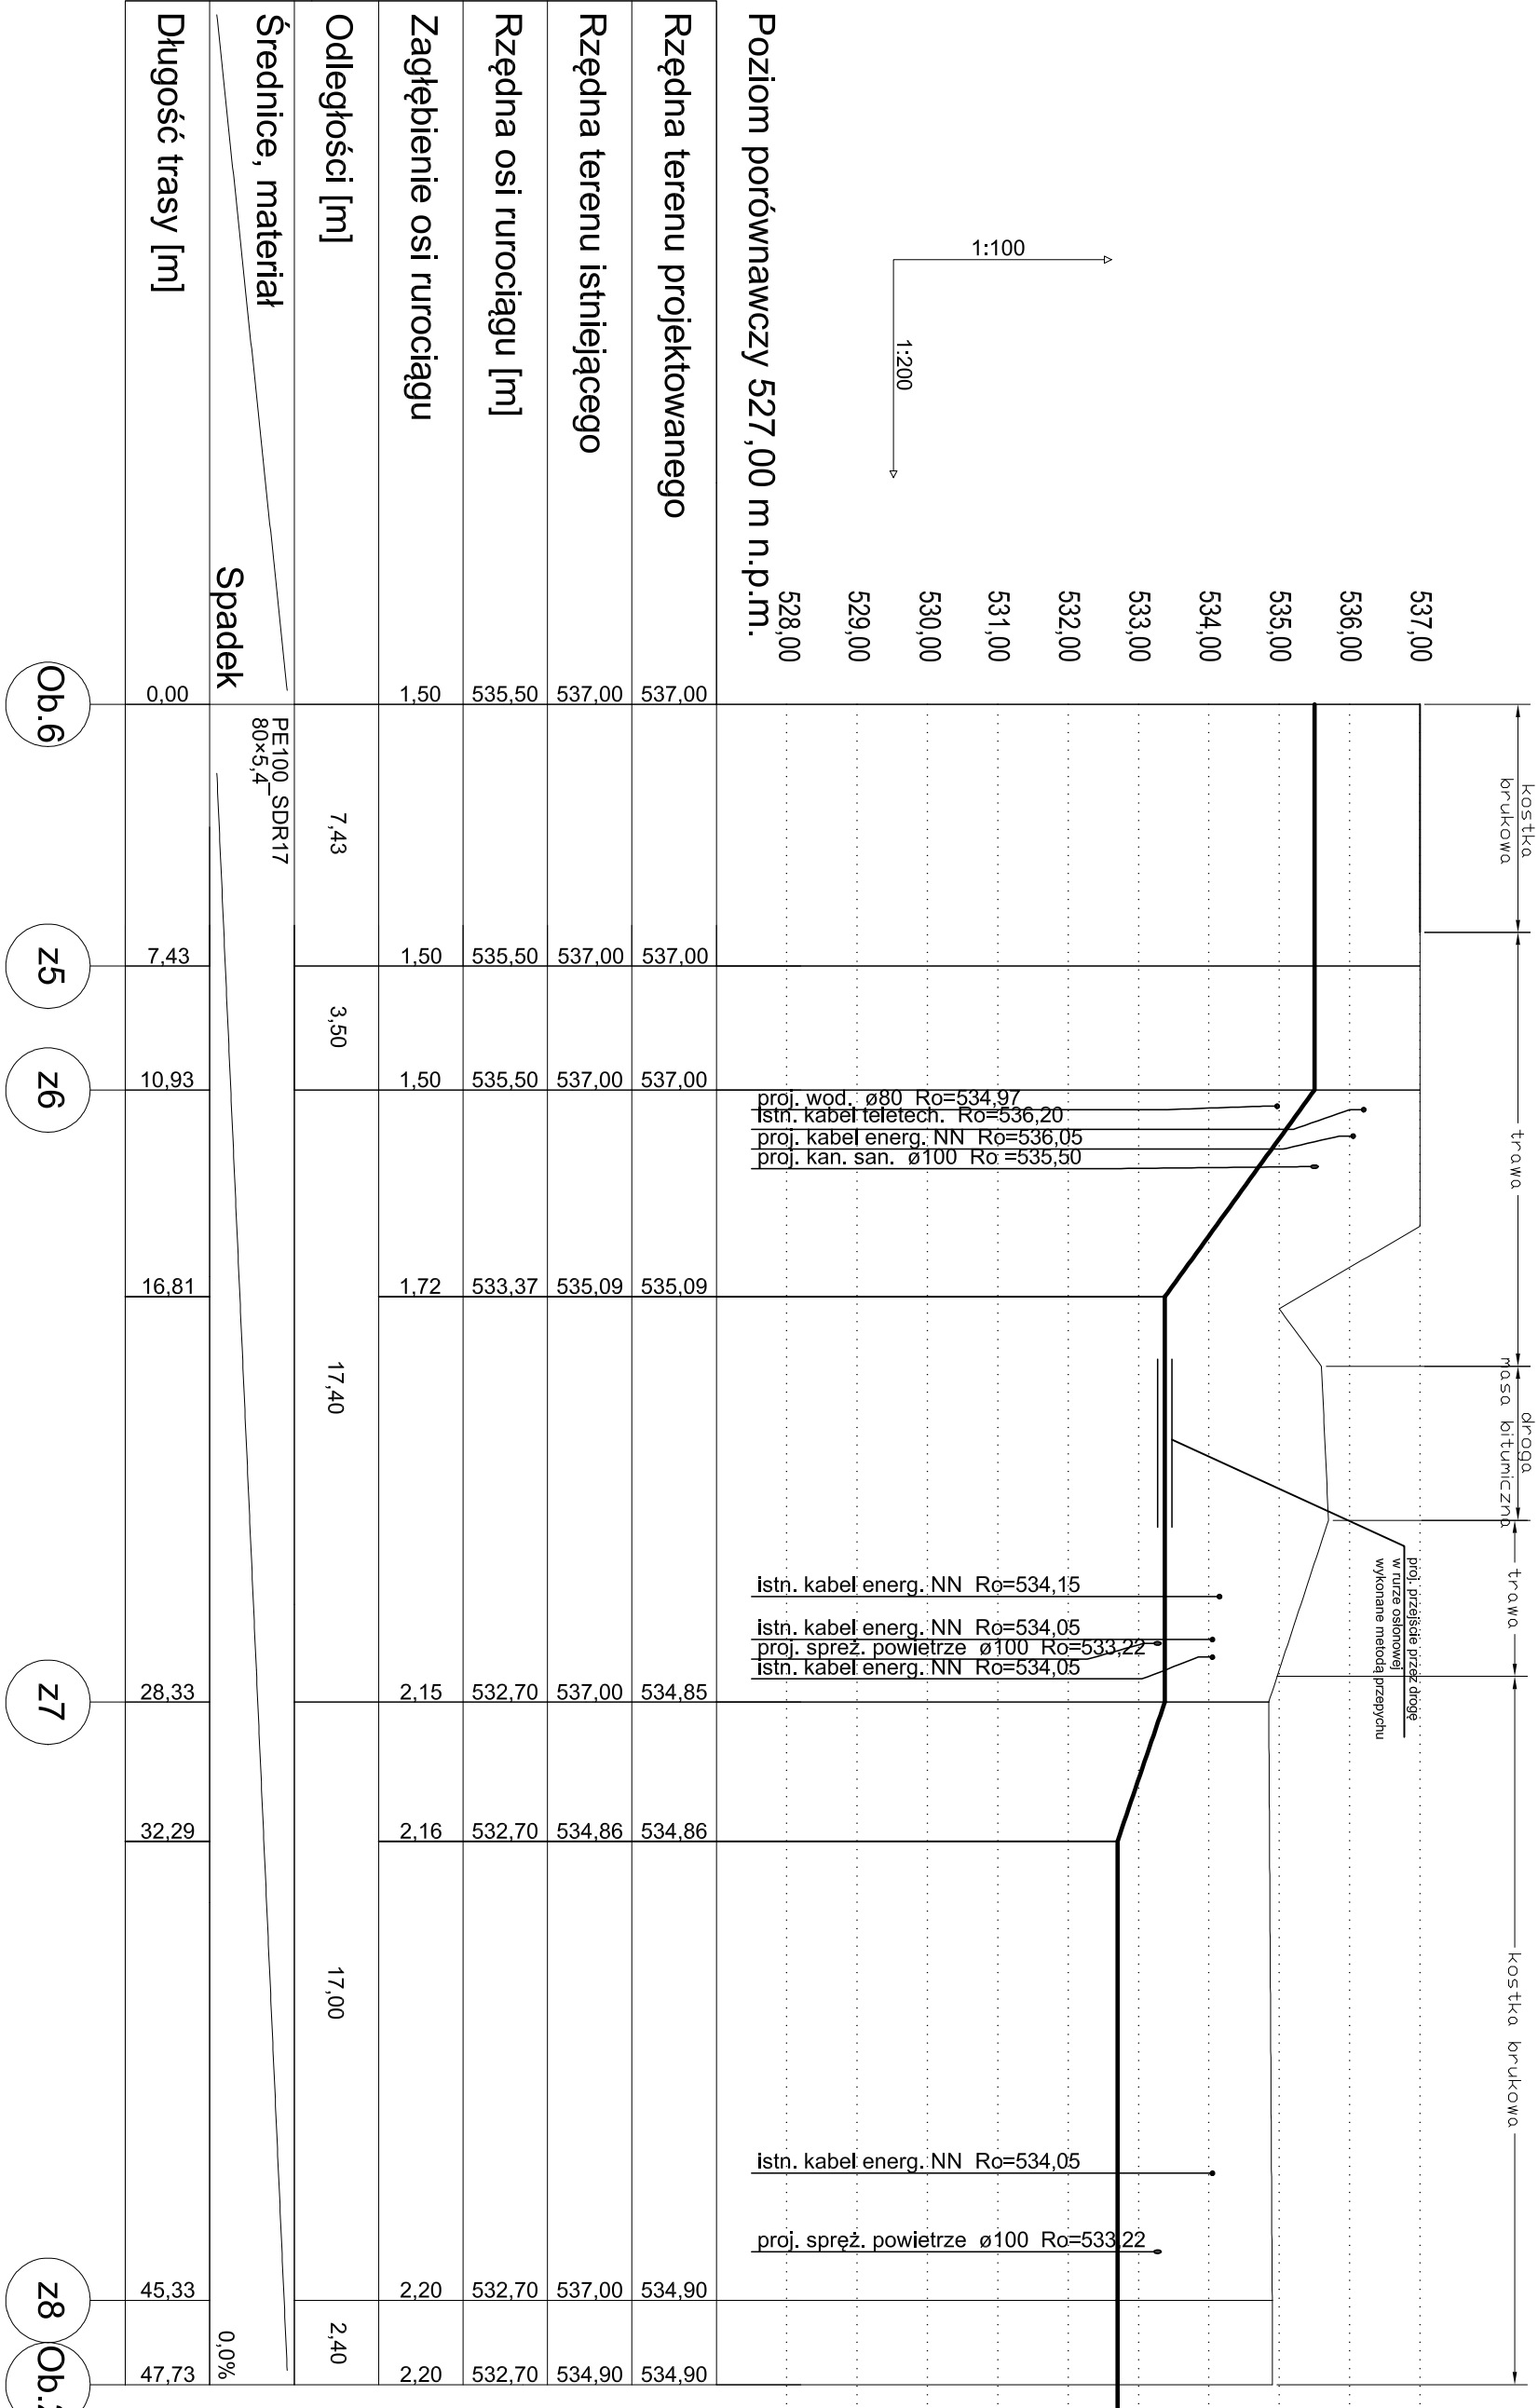 kostka
brukowa
trawa
droga
masa bitumiczna
trawa
kostka brukowa
proj. przejście przez drogę
w rurze osłonowej
wykonane metodą przepychu
1:100
1:200
537,00
536,00
535,00
534,00
533,00
532,00
531,00
530,00
529,00
528,00
Poziom porównawczy 527,00 m n.p.m.
proj. wod. ø80 Ro=534,97
istn. kabel teletech. Ro=536,20
proj. kabel energ. NN Ro=536,05
proj. kan. san. ø100 Ro =535,50
istn. kabel energ. NN Ro=534,15
istn. kabel energ. NN Ro=534,05
proj. spręż. powietrze ø100 Ro=533,22
istn. kabel energ. NN Ro=534,05
istn. kabel energ. NN Ro=534,05
proj. spręż. powietrze ø100 Ro=533,22
Rzędna terenu projektowanego
537,00 537,00 537,00 535,09 534,85 534,86 534,90 534,90
Rzędna terenu istniejącego
537,00 537,00 537,00 535,09 537,00 534,86 537,00 534,90
Rzędna osi rurociągu [m]
535,50 535,50 535,50 533,37 532,70 532,70 532,70 532,70
Zagłębienie osi rurociągu
1,50 1,50 1,50 1,72 2,15 2,16 2,20 2,20
Odległości [m]
7,43 3,50 17,40 17,00 2,40
Średnice, materiał
PE100_SDR17
80×5,4
Spadek
0,0%
Długość trasy [m]
0,00 7,43 10,93 16,81 28,33 32,29 45,33 47,73
Ob.6 z5 z6 z7 z8 Ob.